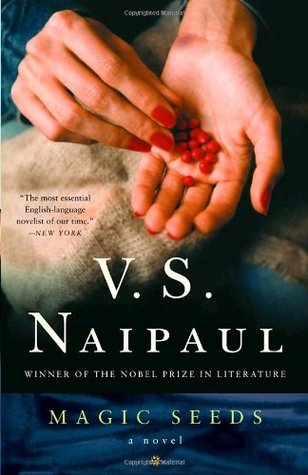 "The most essential
English-language
novelist of our time."
—NEW YORK
V. S.
NAIPAUL
WINNER OF THE NOBEL PRIZE IN LITERATURE
MAGIC SEEDS
a novel